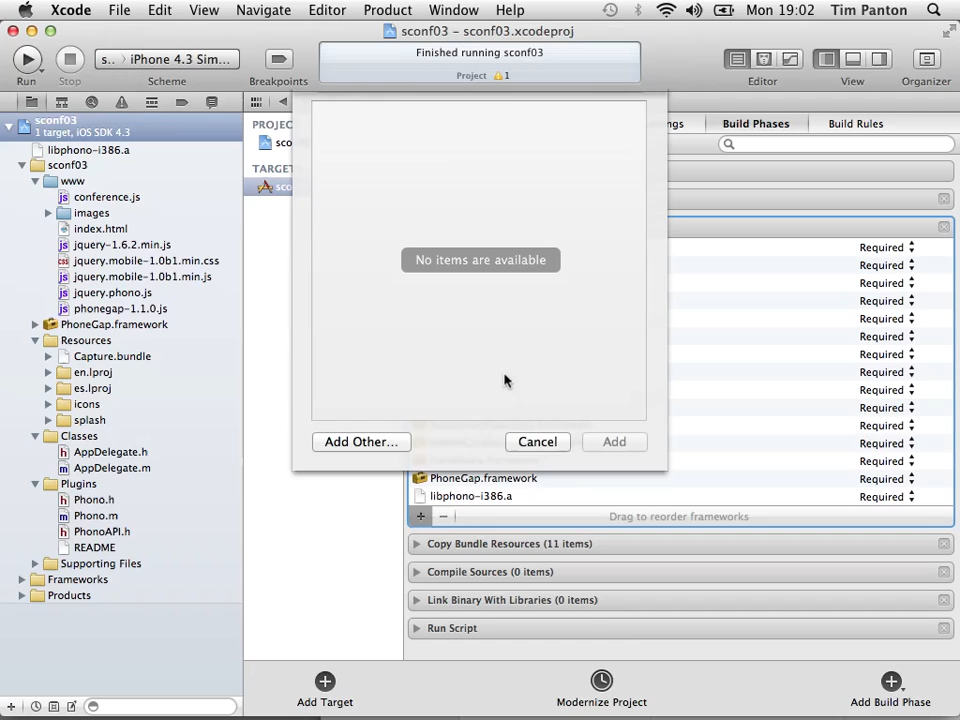 Xcode File Edit View Navigate Editor Product Window Help Mon 19:02 Tim Panton
sconf03 – sconf03.xcodeproj
Finished running sconf03
Project 1
s.. iPhone 4.3 Sim...
Run Stop Scheme Breakpoints Editor View Organizer
sconf03
1 target, iOS SDK 4.3
libphono-i386.a
sconf03
www
conference.js
images
index.html
jquery-1.6.2.min.js
jquery.mobile-1.0b1.min.css
jquery.mobile-1.0b1.min.js
jquery.phono.js
phonegap-1.1.0.js
PhoneGap.framework
Resources
Capture.bundle
en.lproj
es.lproj
icons
splash
Classes
AppDelegate.h
AppDelegate.m
Plugins
Phono.h
Phono.m
PhonoAPI.h
README
Supporting Files
Frameworks
Products
PROJE
sco
TARGET
sco
ngs Build Phases Build Rules
No items are available
Add Other... Cancel Add
Required
Required
Required
Required
Required
Required
Required
Required
Required
Required
Required
Required
Required
PhoneGap.framework Required
libphono-i386.a Required
Drag to reorder frameworks
Copy Bundle Resources (11 items)
Compile Sources (0 items)
Link Binary With Libraries (0 items)
Run Script
Add Target Modernize Project Add Build Phase